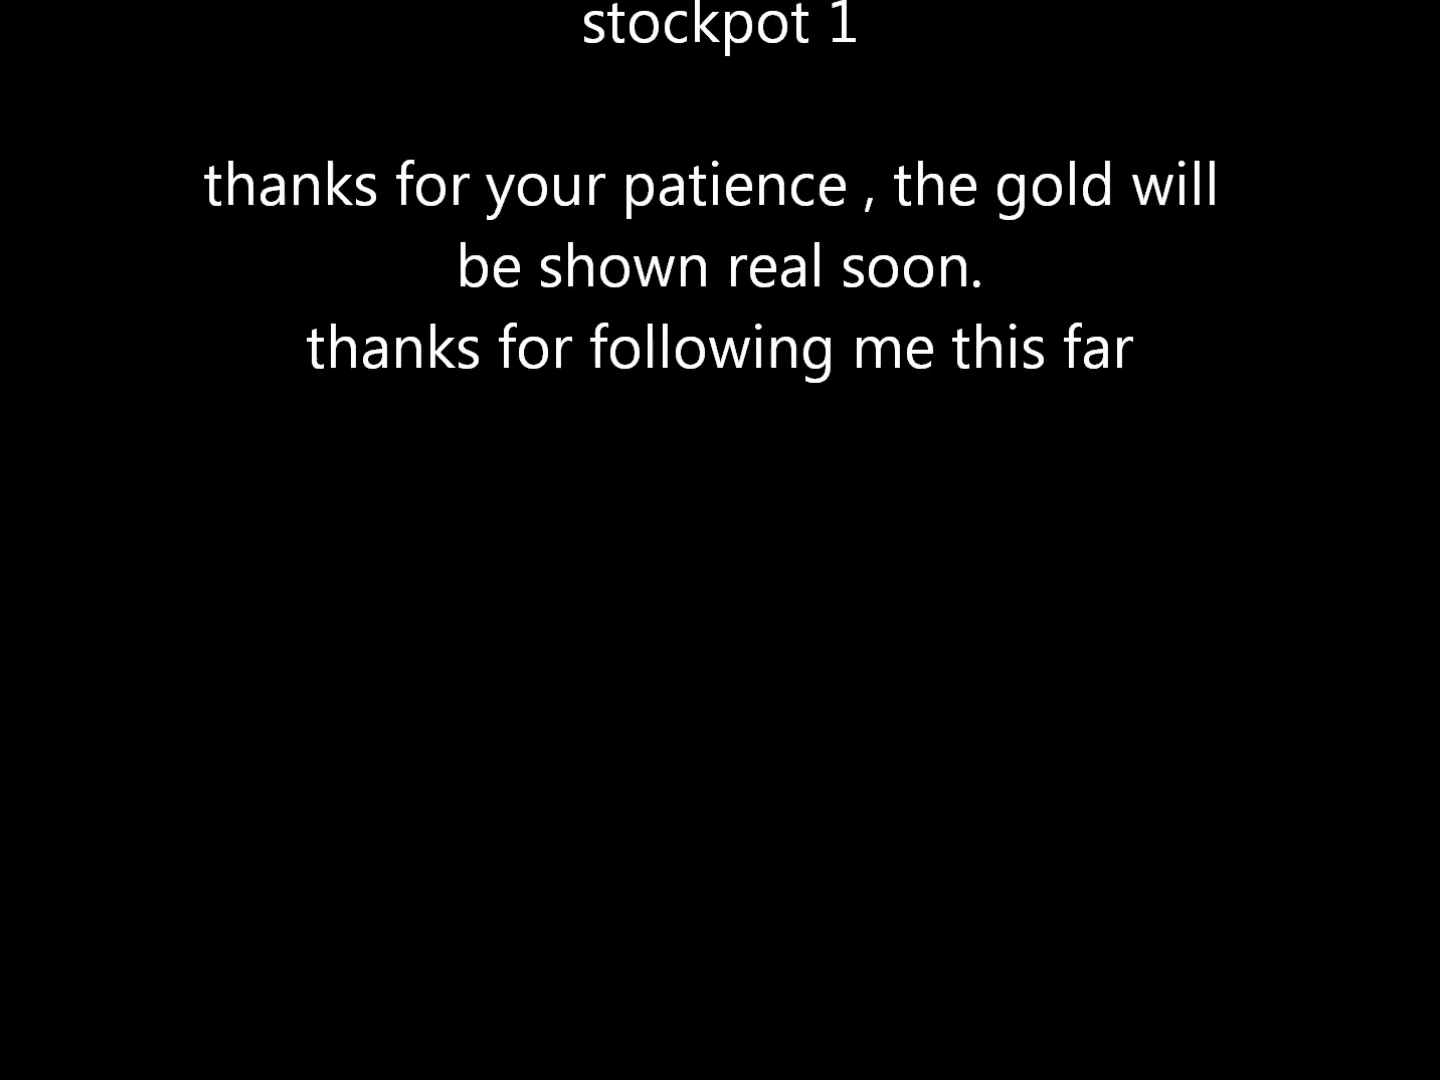 stockpot 1
thanks for your patience , the gold will
be shown real soon.
thanks for following me this far